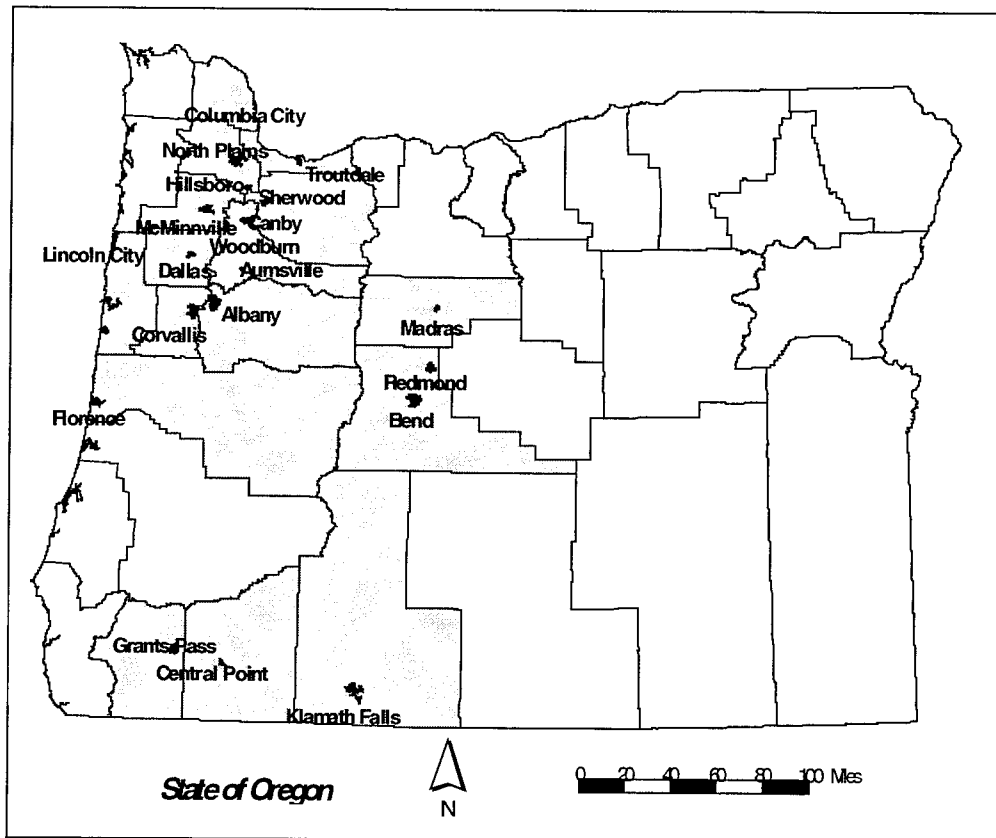 Columbia City
North Plains
Troutdale
Hillsboro
Sherwood
McMinnville
Canby
Woodburn
Lincoln City
Dallas
Aumsville
Albany
Corvallis
Madras
Redmond
Bend
Florence
Grants Pass
Central Point
Klamath Falls
State of Oregon
N
0 20 40 60 80 100 Miles